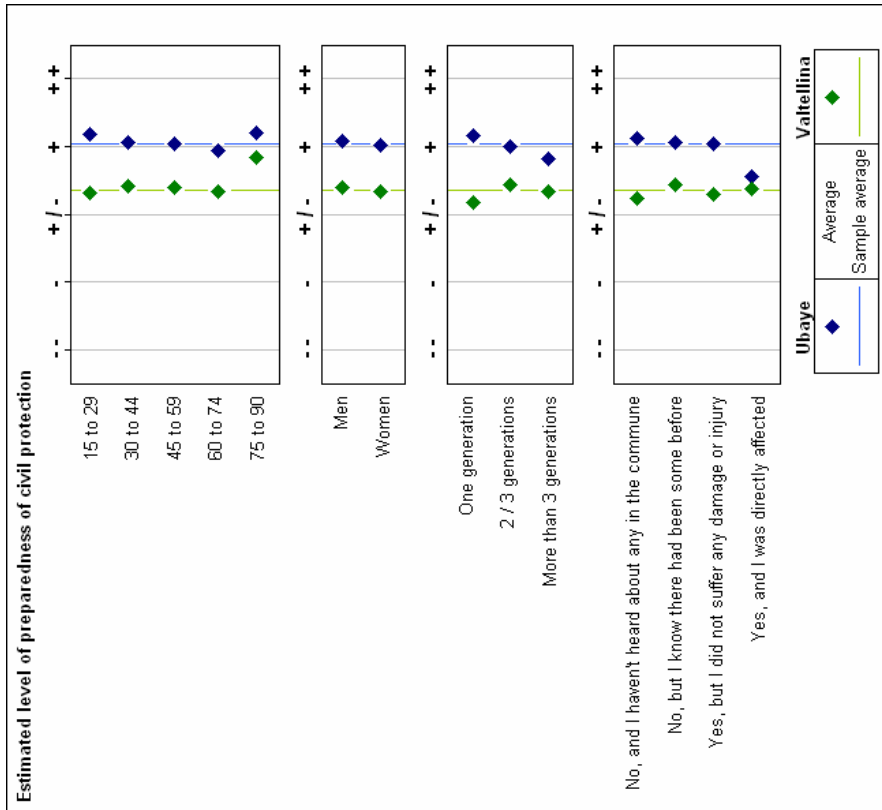 Estimated level of preparedness of civil protection
- - - + / - + + +
15 to 29
30 to 44
45 to 59
60 to 74
75 to 90
- - - + / - + + +
Men
Women
- - - + / - + + +
One generation
2 / 3 generations
More than 3 generations
- - - + / - + + +
No, and I haven't heard about any in the commune
No, but I know there had been some before
Yes, but I did not suffer any damage or injury
Yes, and I was directly affected
Ubaye Valtellina
Average
Sample average